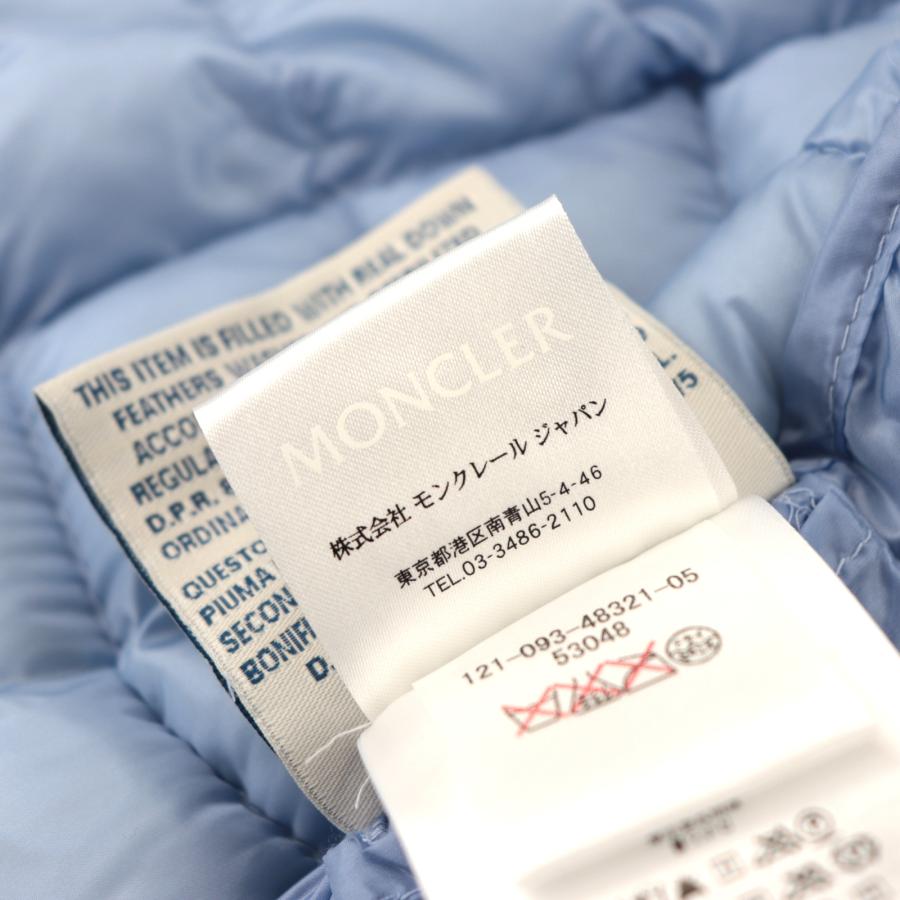 THIS ITEM IS FILLED WITH REAL DOWN
FEATHERS
REGULA
D.P.R.
ORDINA
QUESTO
PIUMA
SECON
BONIFI
MONCLER
株式会社 モンクレール ジャパン
東京都港区南青山5-4-46
TEL.03-3486-2110
121-093-48321-05
53048